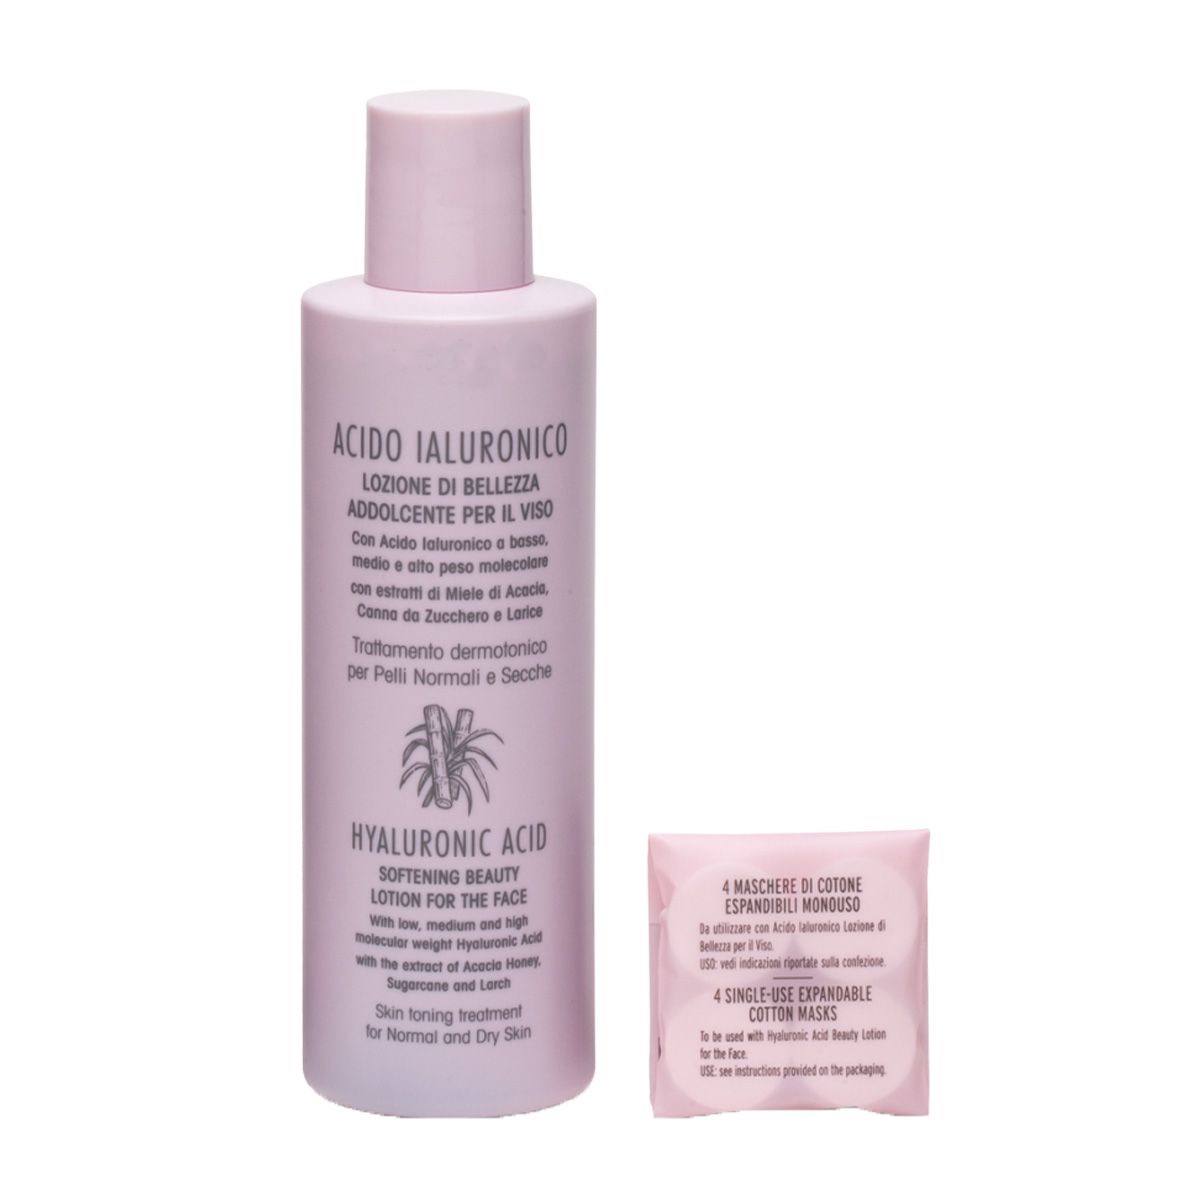 ACIDO IALURONICO
LOZIONE DI BELLEZZA
ADDOLCENTE PER IL VISO
Con Acido Ialuronico a basso,
medio e alto peso molecolare
con estratti di Miele di Acacia,
Canna da Zucchero e Larice
Trattamento dermotonico
per Pelli Normali e Secche
HYALURONIC ACID
SOFTENING BEAUTY
LOTION FOR THE FACE
With low, medium and high
molecular weight Hyaluronic Acid
with the extract of Acacia Honey,
Sugarcane and Larch
Skin toning treatment
for Normal and Dry Skin
4 MASCHERE DI COTONE
ESPANDIBILI MONOUSO
Da utilizzare con Acido Ialuronico Lozione di
Bellezza per il Viso.
USO: vedi indicazioni riportate sulla confezione.
4 SINGLE-USE EXPANDABLE
COTTON MASKS
To be used with Hyaluronic Acid Beauty Lotion
for the Face.
USE: see instructions provided on the packaging.